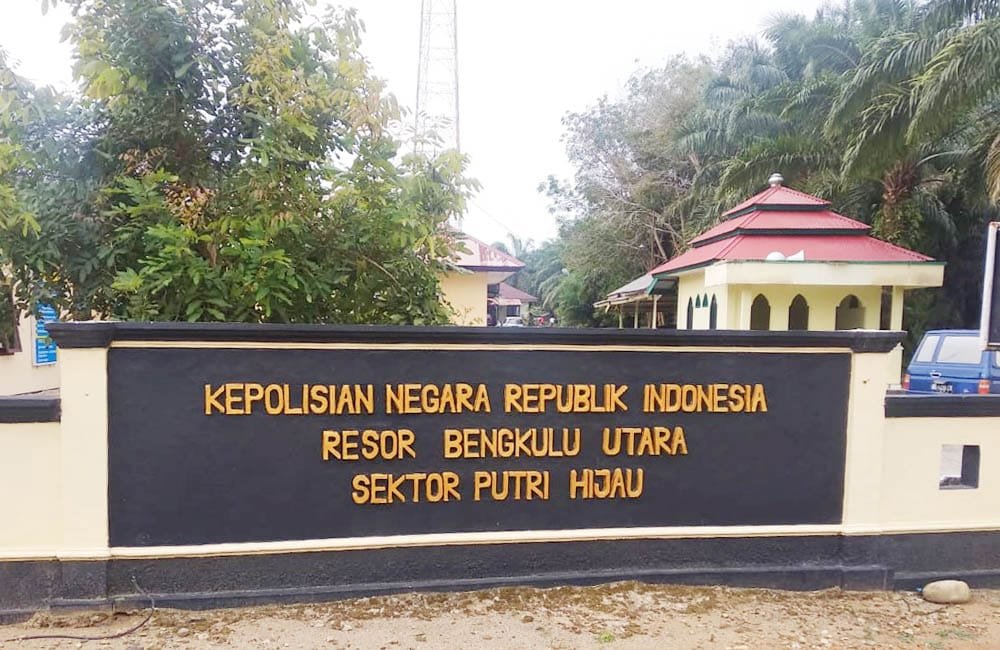 KEPOLISIAN NEGARA REPUBLIK INDONESIA
RESOR BENGKULU UTARA
SEKTOR PUTRI HIJAU